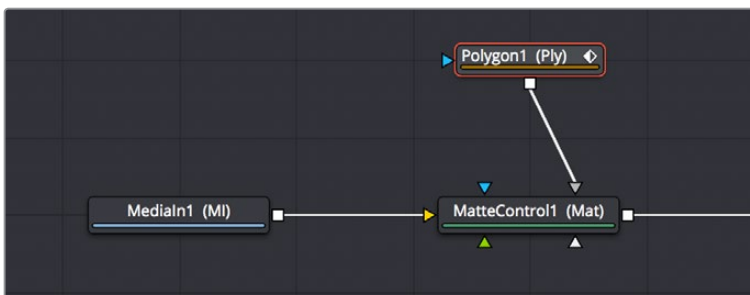 Polygon1 (Ply)
MediaIn1 (MI)
MatteControl1 (Mat)